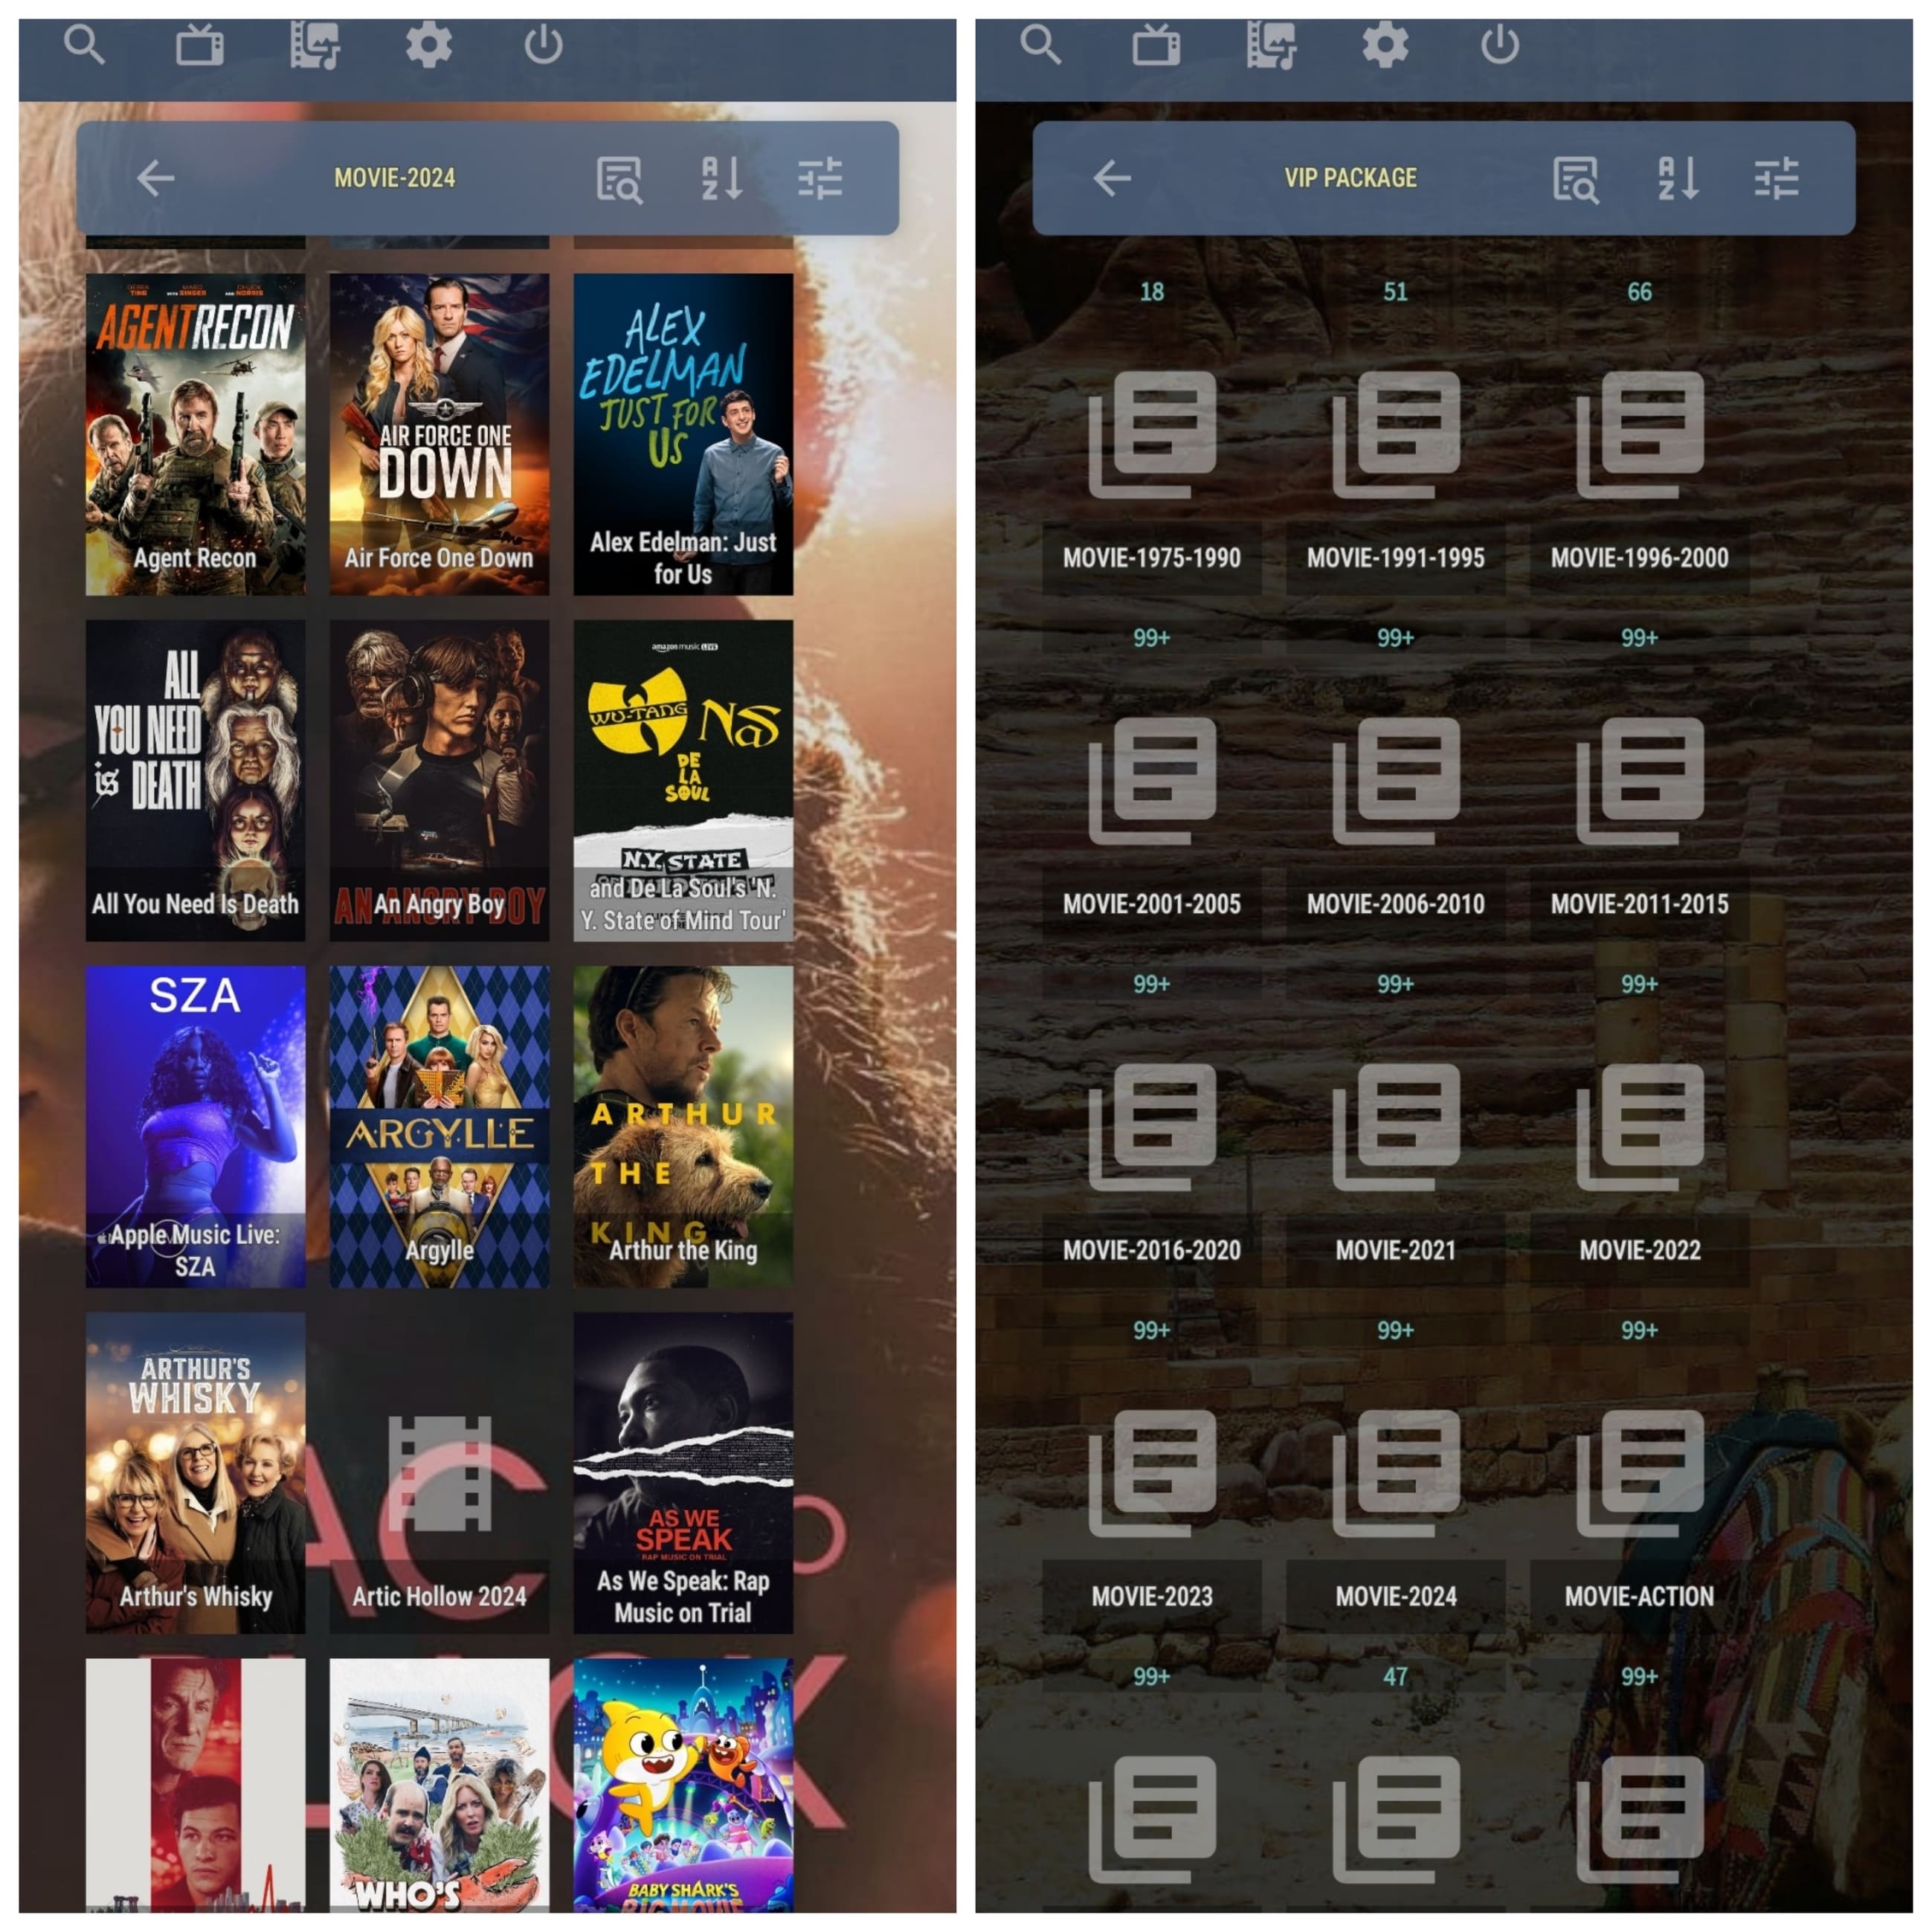 MOVIE-2024
A
Z
AGENT RECON
Agent Recon
AIR FORCE ONE
DOWN
Air Force One Down
ALEX
EDELMAN
JUST FOR
US
Alex Edelman: Just
for Us
ALL
YOU NEED
is DEATH
All You Need Is Death
AN ANGRY BOY
An Angry Boy
amazon music LIVE
WU-TANG
NAS
DE
LA
SOUL
N.Y. STATE
and De La Soul's 'N.
Y. State of Mind Tour'
SZA
Apple Music Live:
SZA
ARGYLLE
Argylle
ARTHUR
THE
KING
Arthur the King
ARTHUR'S
WHISKY
Arthur's Whisky
Artic Hollow 2024
AS WE
SPEAK
RAP MUSIC ON TRIAL
As We Speak: Rap
Music on Trial
WHO'S
BABY SHARK'S
BIG MOVIE
VIP PACKAGE
A
Z
18
51
66
MOVIE-1975-1990
MOVIE-1991-1995
MOVIE-1996-2000
99+
99+
99+
MOVIE-2001-2005
MOVIE-2006-2010
MOVIE-2011-2015
99+
99+
99+
MOVIE-2016-2020
MOVIE-2021
MOVIE-2022
99+
99+
99+
MOVIE-2023
MOVIE-2024
MOVIE-ACTION
99+
47
99+